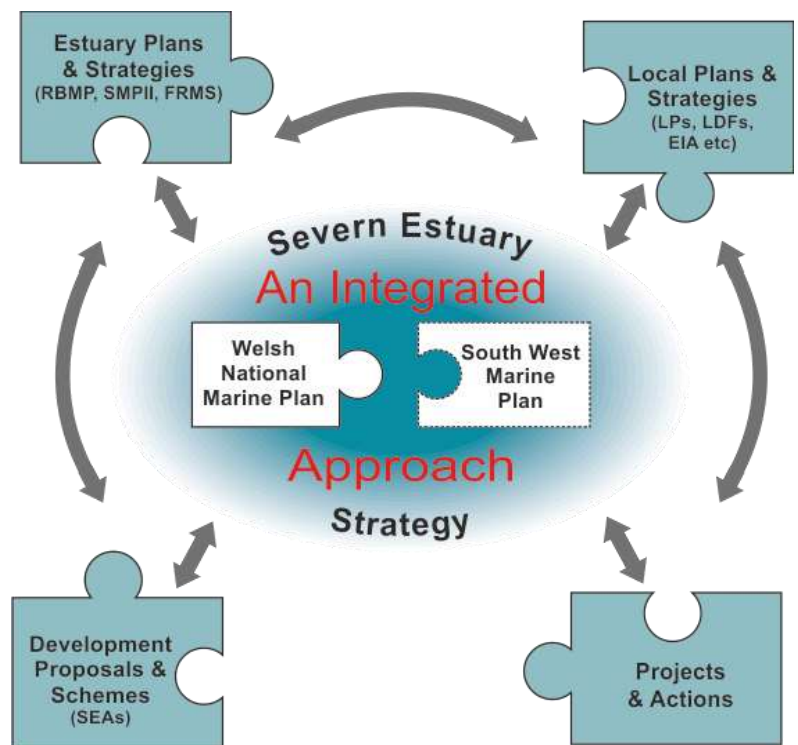 Estuary Plans
& Strategies
(RBMP, SMPII, FRMS)
Local Plans &
Strategies
(LPs, LDFs,
EIA etc)
Severn Estuary
An Integrated
Welsh
National
Marine Plan
South West
Marine
Plan
Approach
Strategy
Development
Proposals &
Schemes
(SEAs)
Projects
& Actions